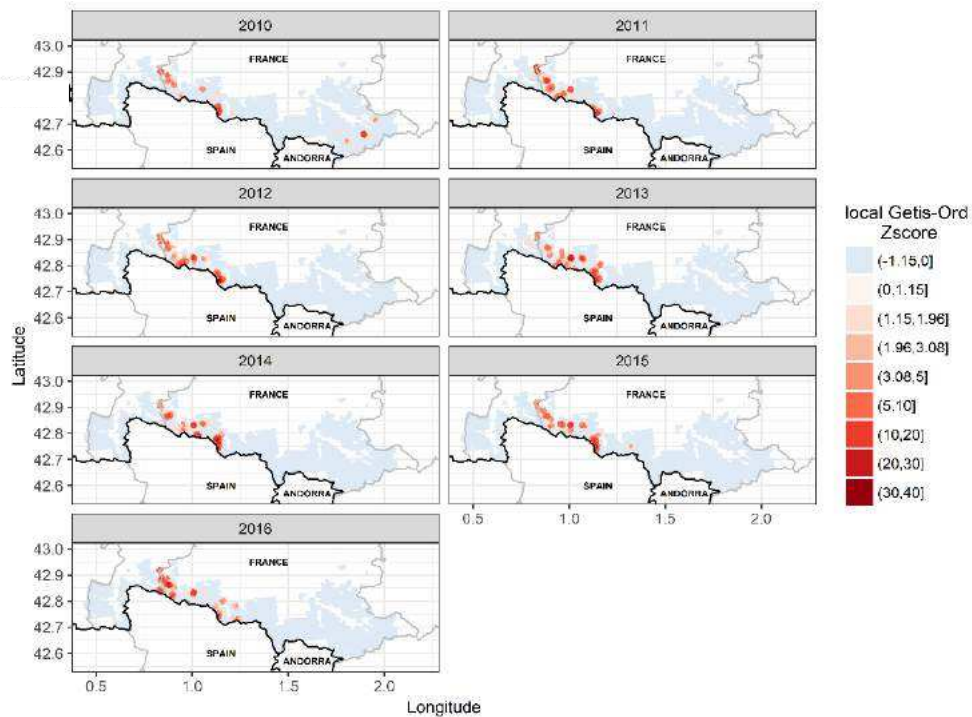 2010
2011
43.0
42.9
42.7
42.6
FRANCE
SPAIN
ANDORRA
FRANCE
SPAIN
ANDORRA
2012
2013
43.0
42.9
42.8
42.7
42.6
FRANCE
SPAIN
ANDORRA
FRANCE
SPAIN
ANDORRA
2014
2015
43.0
42.9
42.8
42.7
42.6
FRANCE
SPAIN
ANDORRA
FRANCE
SPAIN
ANDORRA
0.5 1.0 1.5 2.0
2016
43.0
42.9
42.8
42.7
42.6
FRANCE
SPAIN
ANDORRA
0.5 1.0 1.5 2.0
Longitude
Latitude
local Getis-Ord
Zscore
(-1.15,0]
(0,1.15]
(1.15,1.96]
(1.96,3.08]
(3.08,5]
(5,10]
(10,20]
(20,30]
(30,40]